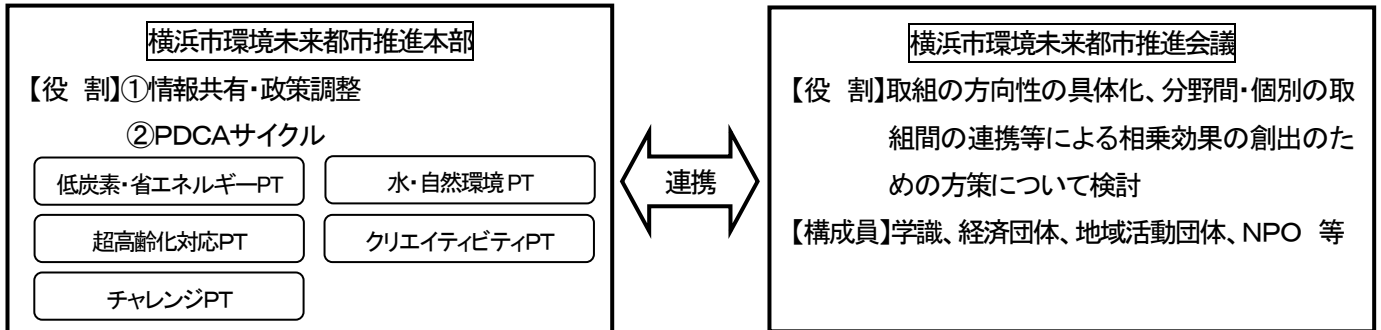 横浜市環境未来都市推進本部
【役　割】①情報共有・政策調整
②PDCAサイクル
低炭素・省エネルギーPT
水・自然環境PT
超高齢化対応PT
クリエイティビティPT
チャレンジPT
連携
横浜市環境未来都市推進会議
【役　割】取組の方向性の具体化、分野間・個別の取
組間の連携等による相乗効果の創出のた
めの方策について検討
【構成員】学識、経済団体、地域活動団体、NPO　等